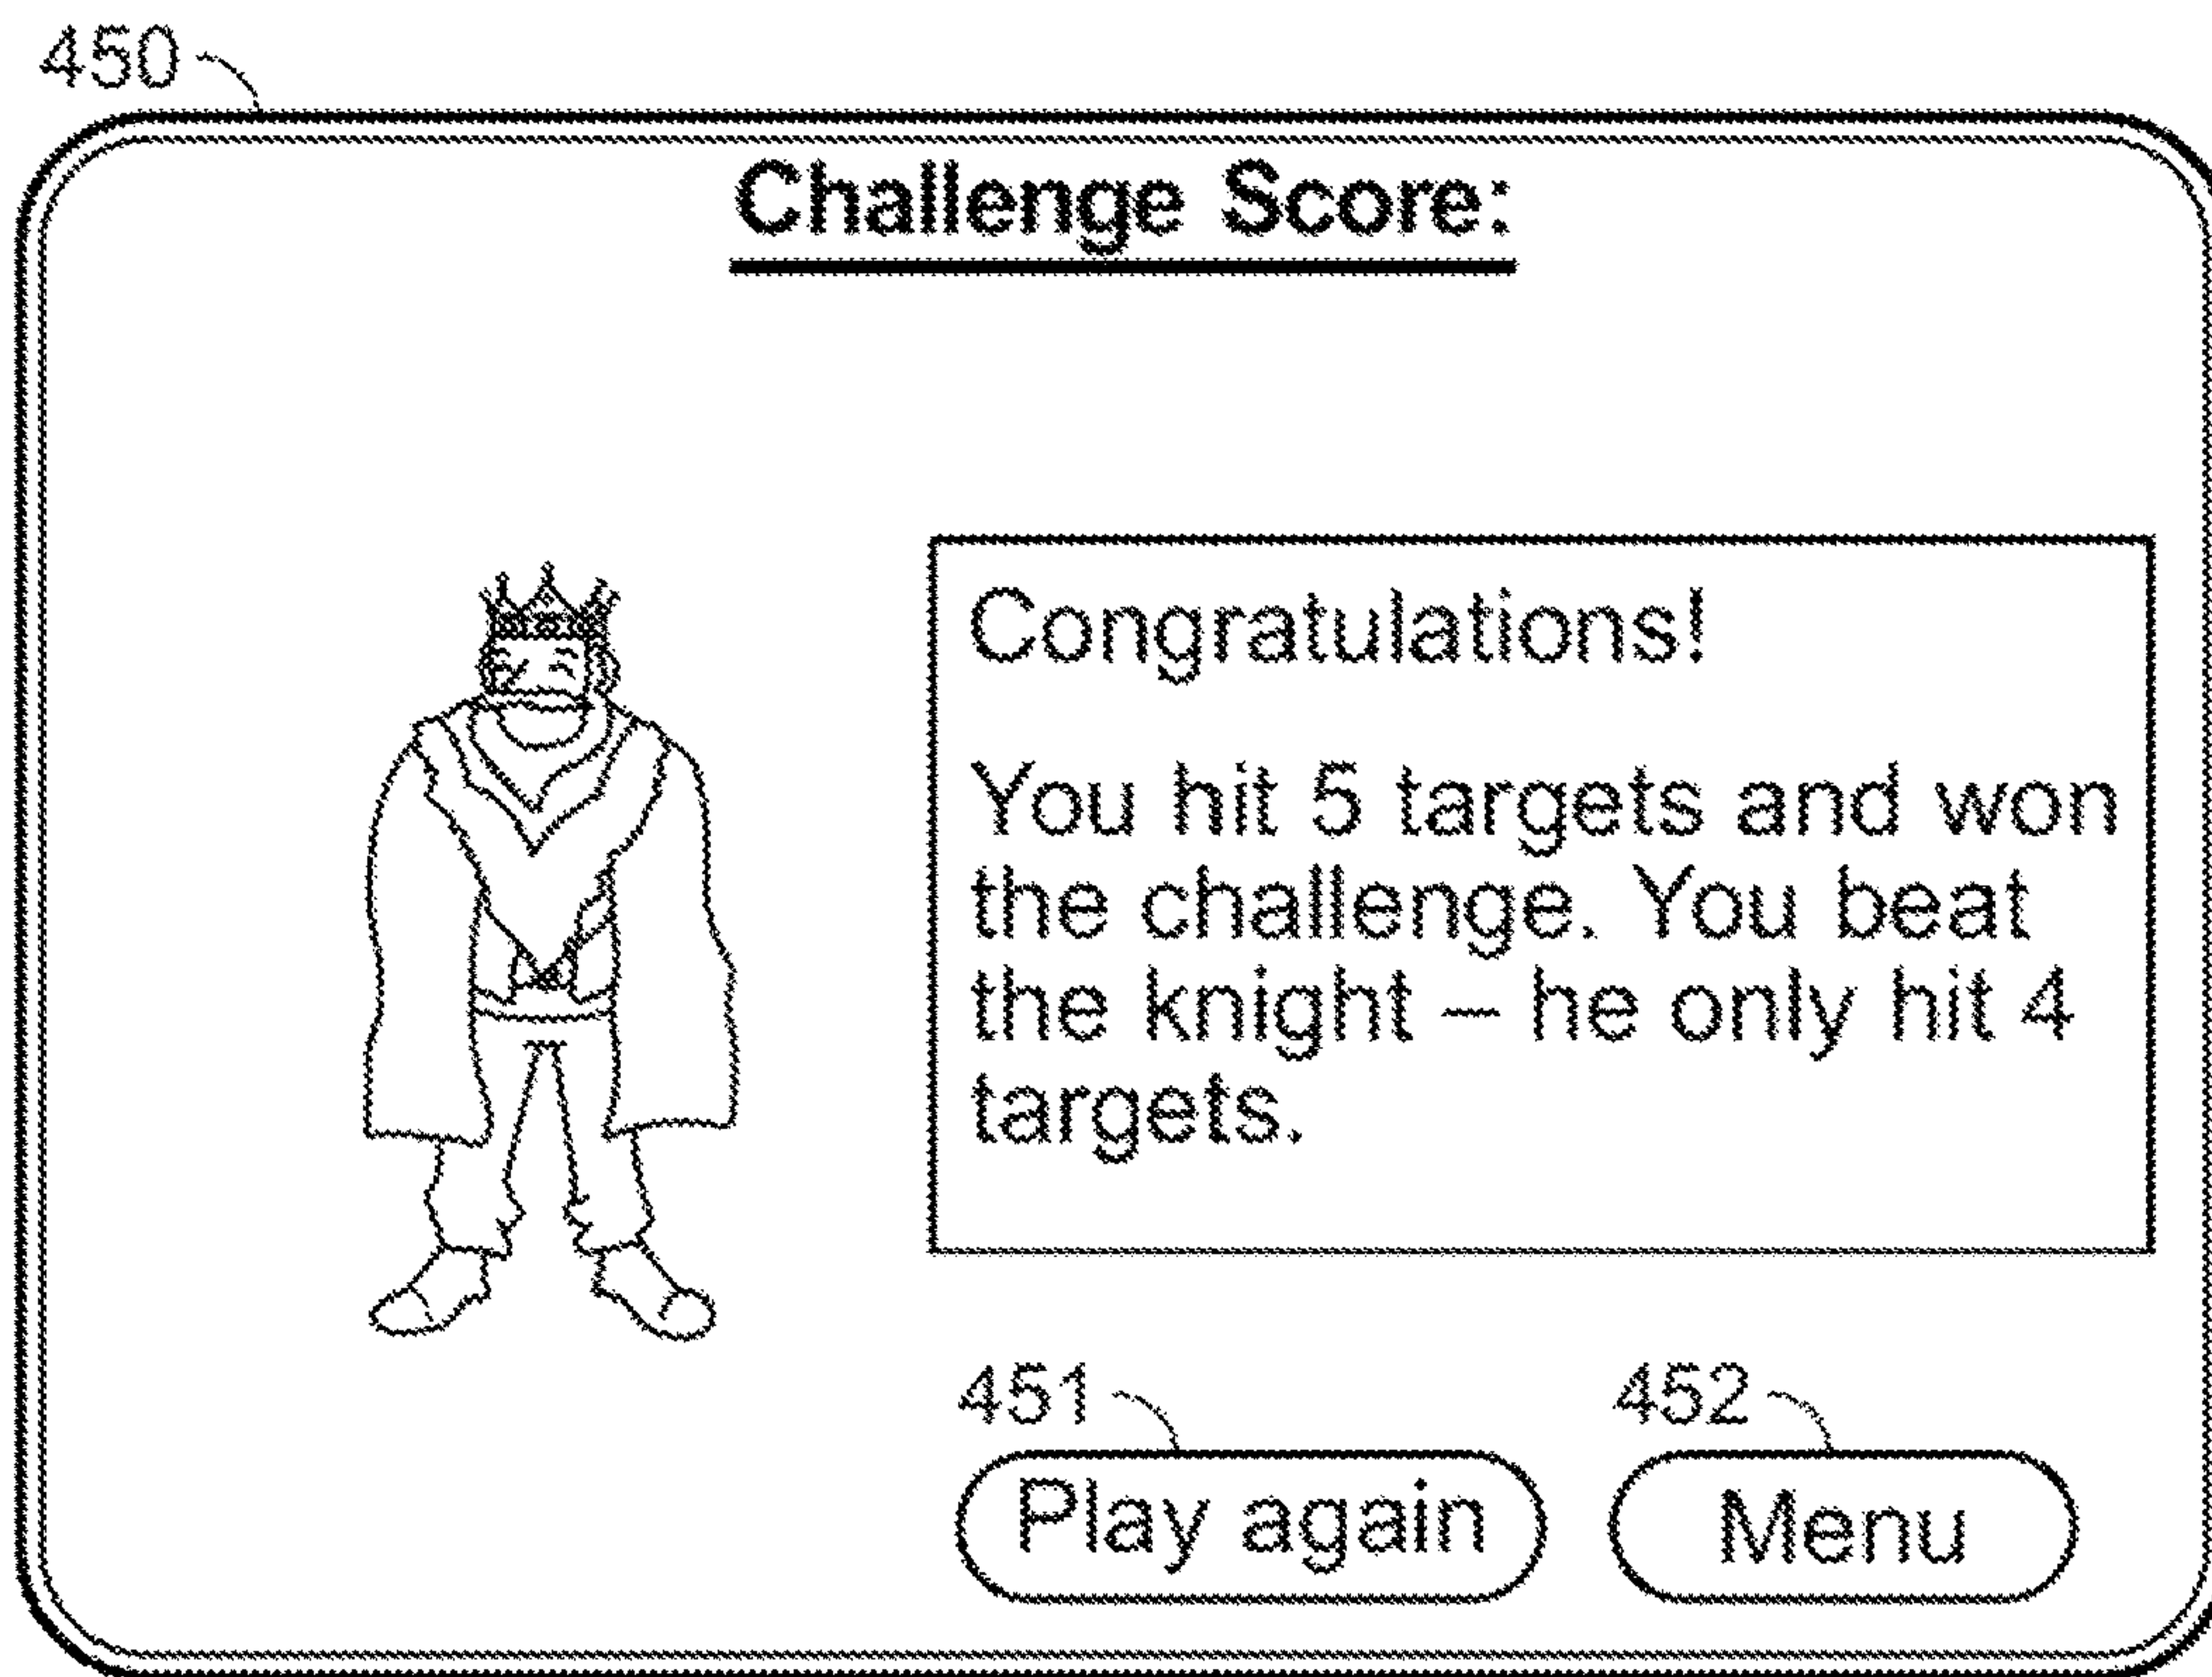 450
Challenge Score:
Congratulations!
You hit 5 targets and won
the challenge. You beat
the knight – he only hit 4
targets.
451
452
Play again
Menu